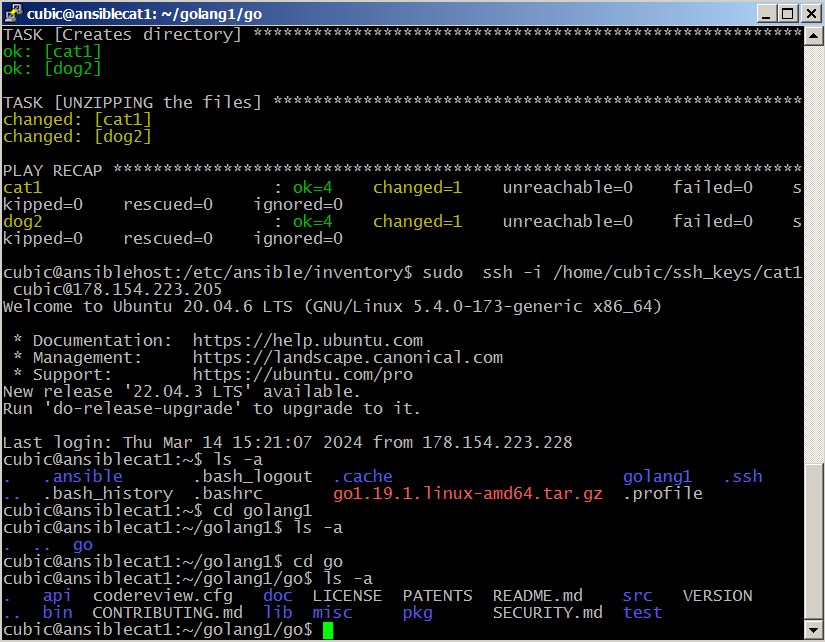 cubic@ansiblecat1: ~/golang1/go
TASK [Creates directory] *******************************************************
ok: [cat1]
ok: [dog2]
TASK [UNZIPPING the files] *****************************************************
changed: [cat1]
changed: [dog2]
PLAY RECAP *********************************************************************
cat1                       : ok=4    changed=1    unreachable=0    failed=0    s
kipped=0    rescued=0    ignored=0
dog2                       : ok=4    changed=1    unreachable=0    failed=0    s
kipped=0    rescued=0    ignored=0
cubic@ansiblehost:/etc/ansible/inventory$ sudo  ssh -i /home/cubic/ssh_keys/cat1
 cubic@178.154.223.205
Welcome to Ubuntu 20.04.6 LTS (GNU/Linux 5.4.0-173-generic x86_64)
 * Documentation:  https://help.ubuntu.com
 * Management:     https://landscape.canonical.com
 * Support:        https://ubuntu.com/pro
New release '22.04.3 LTS' available.
Run 'do-release-upgrade' to upgrade to it.
Last login: Thu Mar 14 15:21:07 2024 from 178.154.223.228
cubic@ansiblecat1:~$ ls -a
.   .ansible       .bash_logout  .cache                       golang1   .ssh
..  .bash_history  .bashrc       go1.19.1.linux-amd64.tar.gz  .profile
cubic@ansiblecat1:~$ cd golang1
cubic@ansiblecat1:~/golang1$ ls -a
.  ..  go
cubic@ansiblecat1:~/golang1$ cd go
cubic@ansiblecat1:~/golang1/go$ ls -a
.   api  codereview.cfg   doc  LICENSE  PATENTS  README.md    src   VERSION
..  bin  CONTRIBUTING.md  lib  misc     pkg      SECURITY.md  test
cubic@ansiblecat1:~/golang1/go$